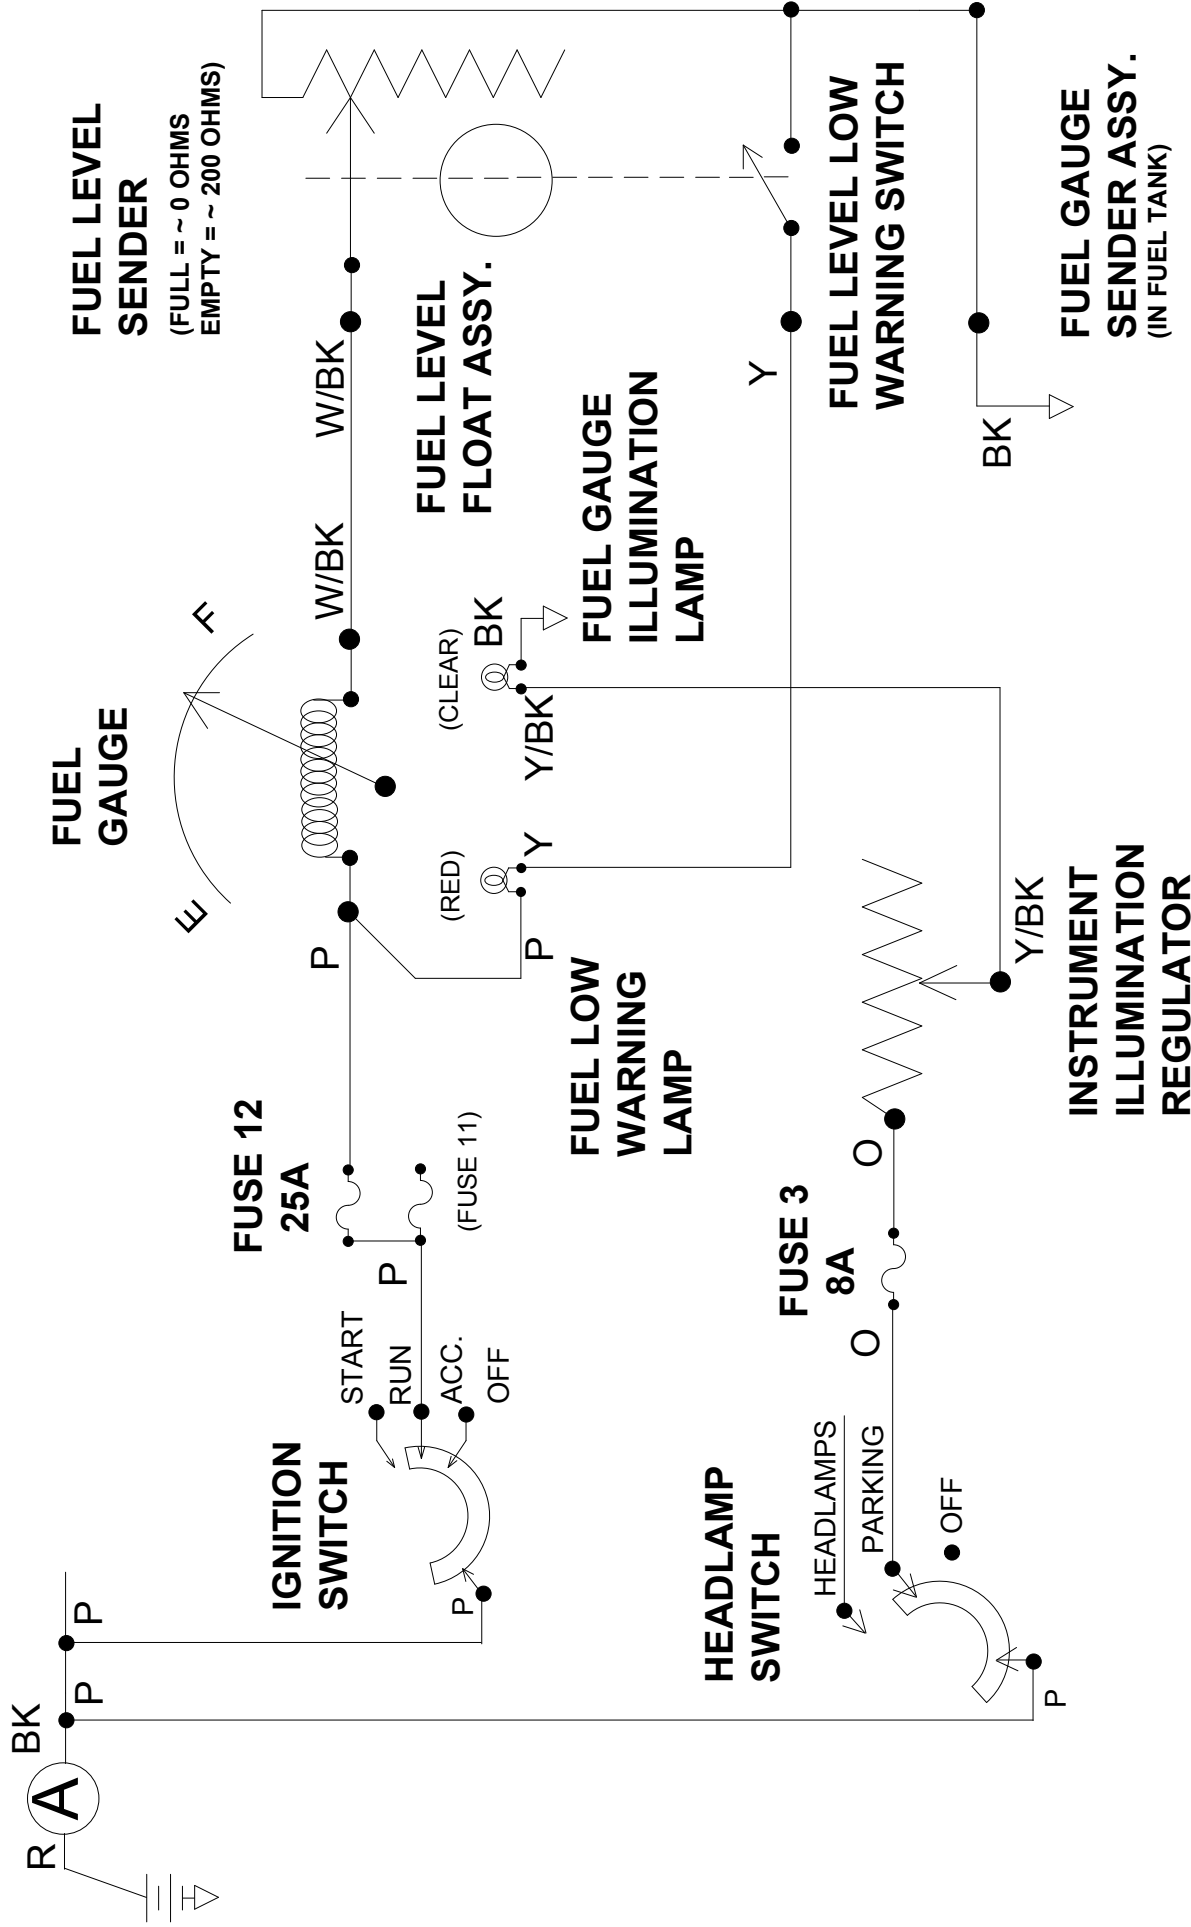 FUEL LEVEL
SENDER
(FULL = ~ 0 OHMS
EMPTY = ~ 200 OHMS)
FUEL
GAUGE
E
F
W/BK
W/BK
FUEL LEVEL
FLOAT ASSY.
FUEL LEVEL LOW
WARNING SWITCH
Y
FUEL GAUGE
SENDER ASSY.
(IN FUEL TANK)
BK
FUEL GAUGE
ILLUMINATION
LAMP
(CLEAR)
BK
Y/BK
(RED)
Y
P
P
FUEL LOW
WARNING
LAMP
FUSE 12
25A
(FUSE 11)
P
START
RUN
ACC.
OFF
IGNITION
SWITCH
P
P
P
BK
A
R
HEADLAMP
SWITCH
HEADLAMPS
PARKING
OFF
P
O
FUSE 3
8A
O
Y/BK
INSTRUMENT
ILLUMINATION
REGULATOR